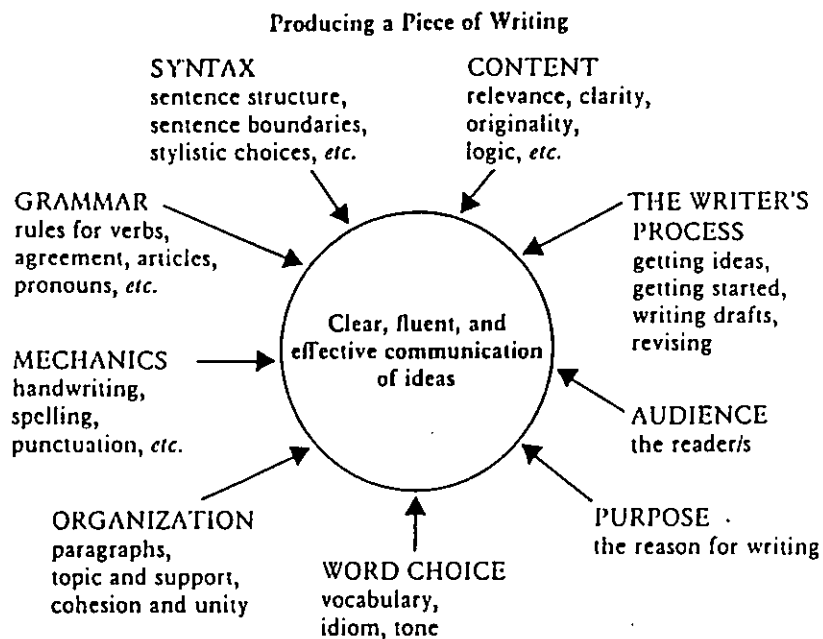 Producing a Piece of Writing
SYNTAX
sentence structure,
sentence boundaries,
stylistic choices, etc.
CONTENT
relevance, clarity,
originality,
logic, etc.
GRAMMAR
rules for verbs,
agreement, articles,
pronouns, etc.
THE WRITER'S
PROCESS
getting ideas,
getting started,
writing drafts,
revising
Clear, fluent, and
effective communication
of ideas
MECHANICS
handwriting,
spelling,
punctuation, etc.
AUDIENCE
the reader/s
ORGANIZATION
paragraphs,
topic and support,
cohesion and unity
WORD CHOICE
vocabulary,
idiom, tone
PURPOSE
the reason for writing